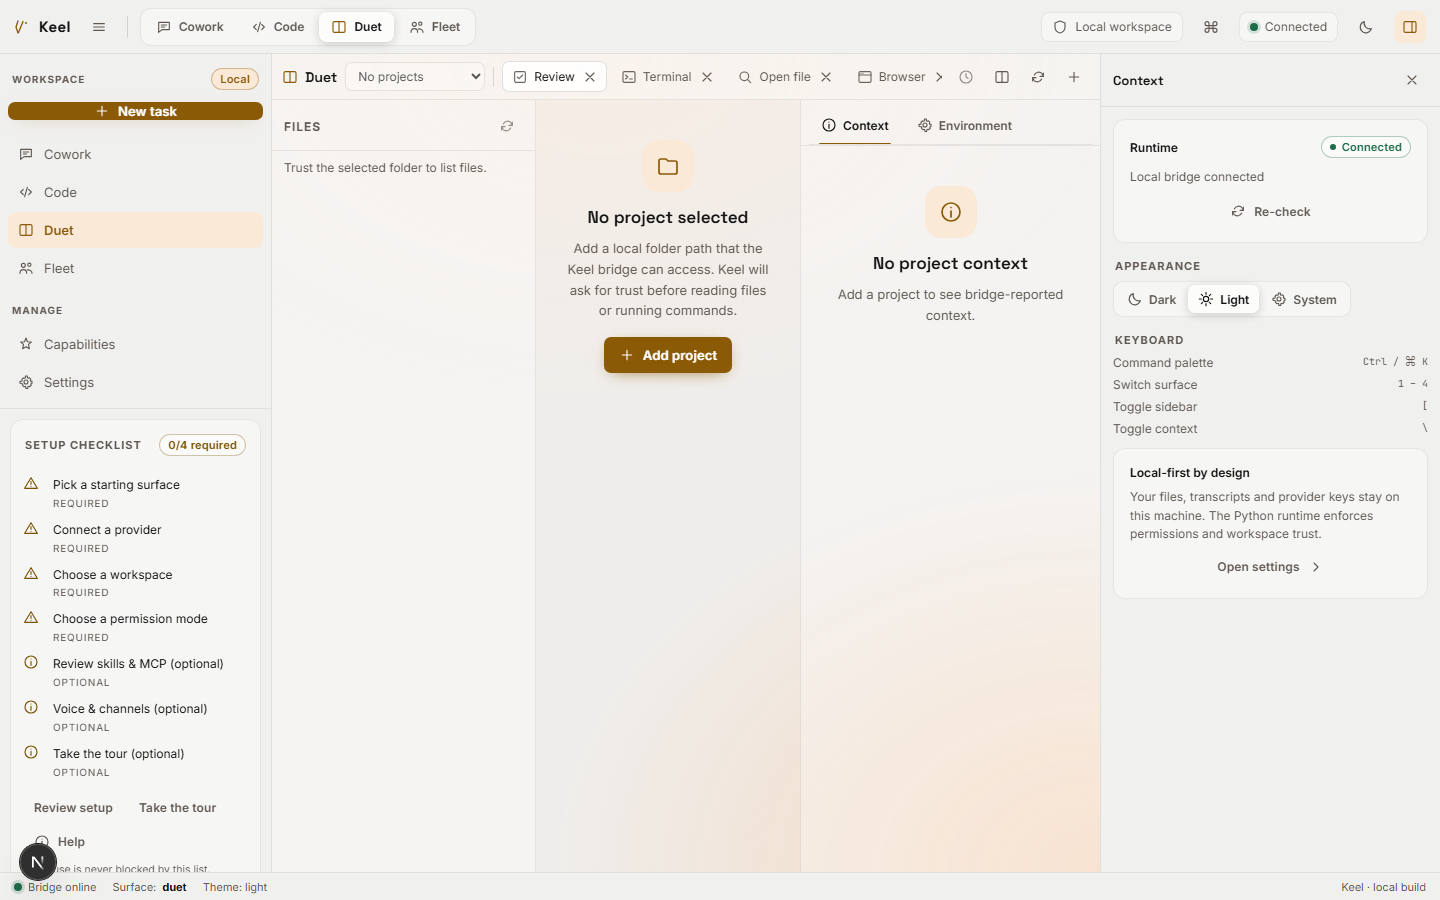 Keel
Cowork
Code
Duet
Fleet
Local workspace
Connected
WORKSPACE
Local
New task
Cowork
Code
Duet
Fleet
MANAGE
Capabilities
Settings
SETUP CHECKLIST
0/4 required
Pick a starting surface
REQUIRED
Connect a provider
REQUIRED
Choose a workspace
REQUIRED
Choose a permission mode
REQUIRED
Review skills & MCP (optional)
OPTIONAL
Voice & channels (optional)
OPTIONAL
Take the tour (optional)
OPTIONAL
Review setup
Take the tour
Help
use is never blocked by this list.
N
Duet
No projects
Review
Terminal
Open file
Browser
FILES
Trust the selected folder to list files.
No project selected
Add a local folder path that the
Keel bridge can access. Keel will
ask for trust before reading files
or running commands.
Add project
Context
Environment
No project context
Add a project to see bridge-reported
context.
Context
Runtime
Connected
Local bridge connected
Re-check
APPEARANCE
Dark
Light
System
KEYBOARD
Command palette
Ctrl / ⌘ K
Switch surface
1 – 4
Toggle sidebar
[
Toggle context
\
Local-first by design
Your files, transcripts and provider keys stay on
this machine. The Python runtime enforces
permissions and workspace trust.
Open settings
Bridge online
Surface: duet
Theme: light
Keel · local build